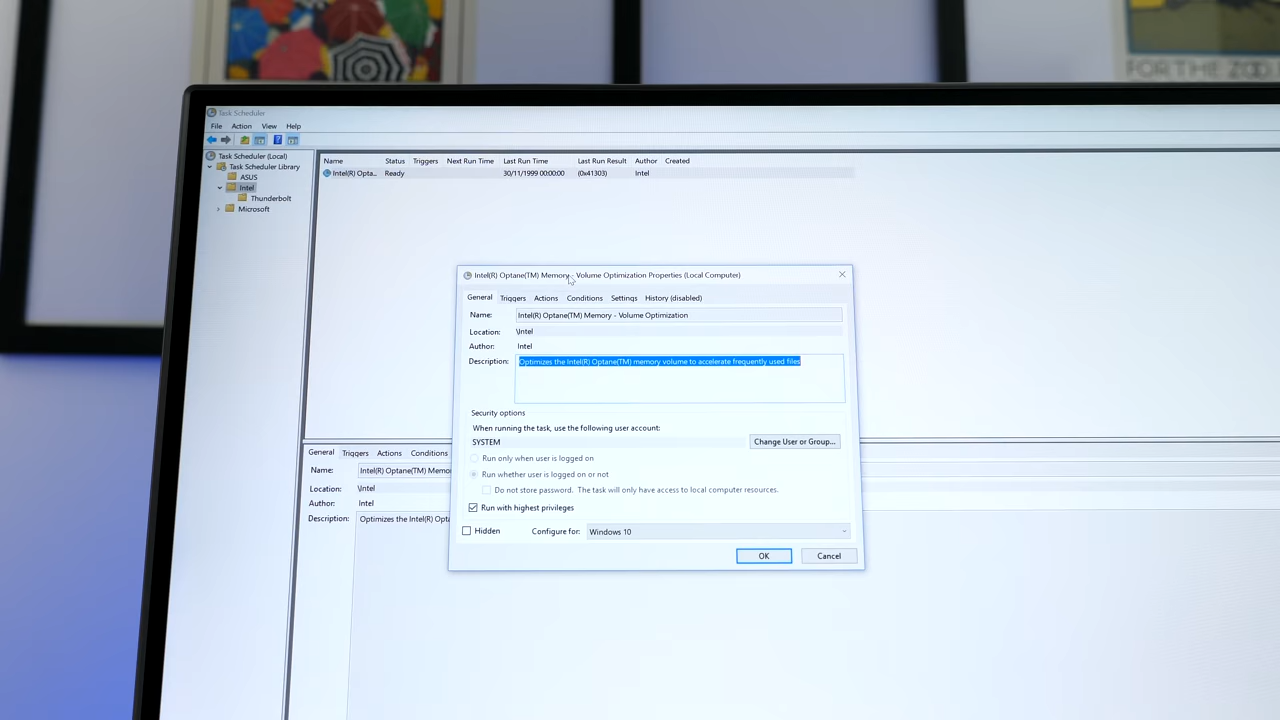 FOR THE ZOO
Task Scheduler
File Action View Help
Task Scheduler (Local)
Task Scheduler Library
ASUS
Intel
Thunderbolt
Microsoft
Name Status Triggers Next Run Time Last Run Time Last Run Result Author Created
Intel(R) Opta... Ready 30/11/1999 00:00:00 (0x41303) Intel
Intel(R) Optane(TM) Memory - Volume Optimization Properties (Local Computer)
General Triggers Actions Conditions Settings History (disabled)
Name: Intel(R) Optane(TM) Memory - Volume Optimization
Location: \Intel
Author: Intel
Description: Optimizes the Intel(R) Optane(TM) memory volume to accelerate frequently used files
Security options
When running the task, use the following user account:
SYSTEM Change User or Group...
Run only when user is logged on
Run whether user is logged on or not
Do not store password. The task will only have access to local computer resources.
Run with highest privileges
Hidden Configure for: Windows 10
OK Cancel
General Triggers Actions Conditions
Name: Intel(R) Optane(TM) Memo
Location: \Intel
Author: Intel
Description: Optimizes the Intel(R) Opta